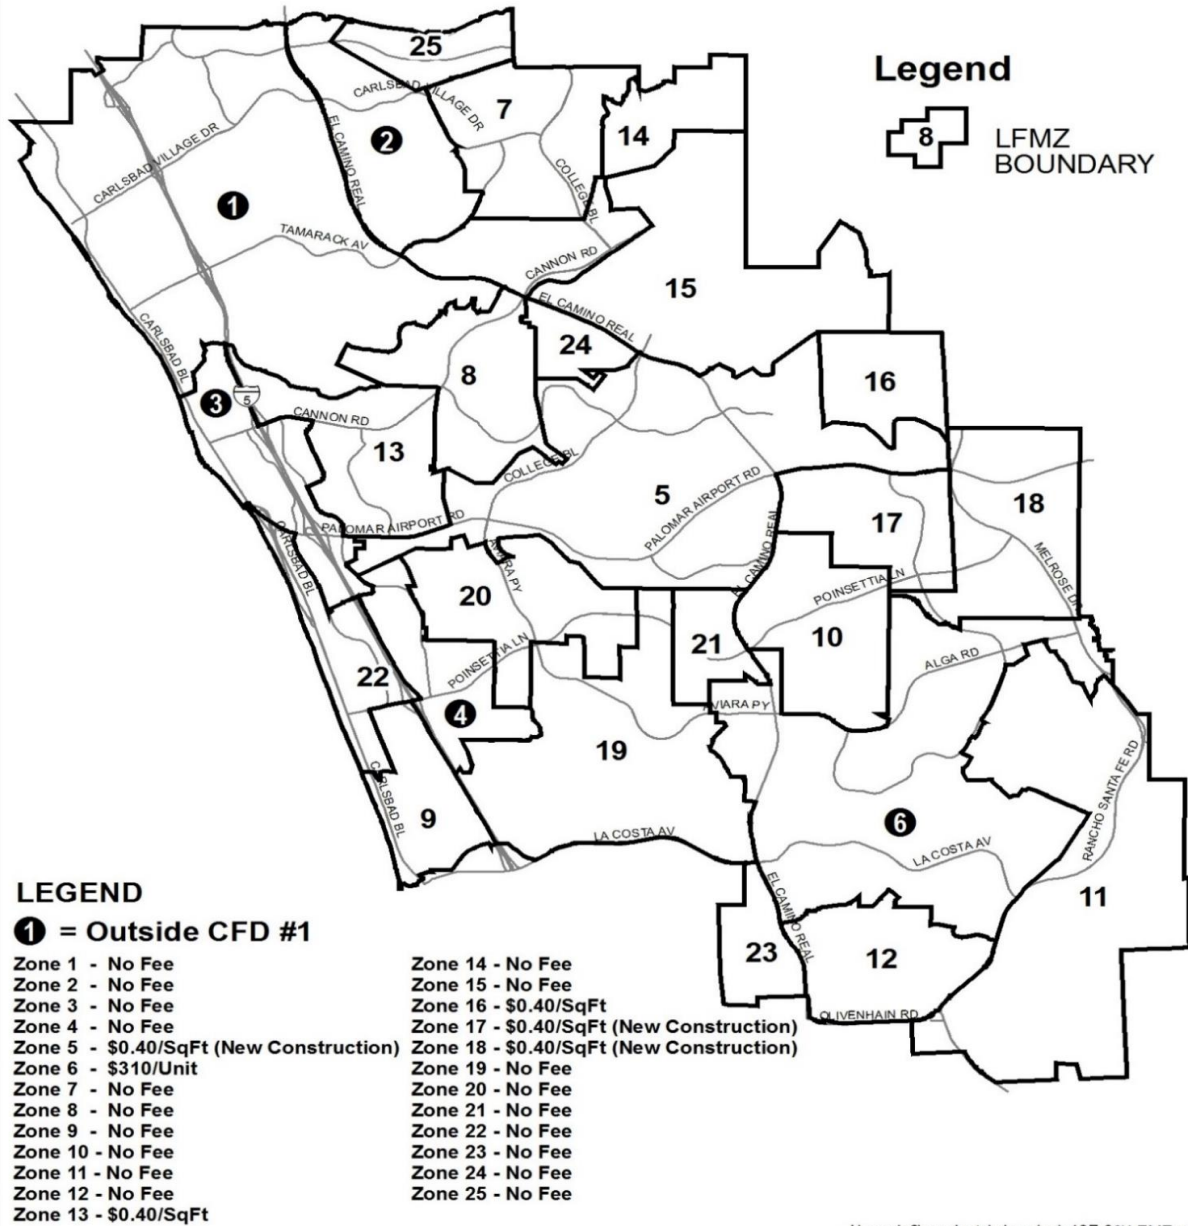 25
Legend
CARLSBAD VILLAGE DR
7
8
LFMZ
BOUNDARY
14
2
EL CAMINO REAL
CARLSBAD VILLAGE DR
COLLEGE BL
1
TAMARACK AV
CANNON RD
15
EL CAMINO REAL
CARLSBAD BL
24
8
16
3
5
CANNON RD
13
COLLEGE BL
5
PALOMAR AIRPORT RD
18
17
PALOMAR AIRPORT RD
EL CAMINO REAL
CARLSBAD BL
AVIARA PY
MELROSE DR
20
POINSETTIA LN
10
21
POINSETTIA LN
ALGA RD
22
4
AVIARA PY
19
RANCHO SANTA FE RD
CARLSBAD BL
9
6
LA COSTA AV
LA COSTA AV
EL CAMINO REAL
11
23
12
OLIVENHAIN RD
LEGEND
1 = Outside CFD #1
Zone 1 - No Fee
Zone 2 - No Fee
Zone 3 - No Fee
Zone 4 - No Fee
Zone 5 - $0.40/SqFt (New Construction)
Zone 6 - $310/Unit
Zone 7 - No Fee
Zone 8 - No Fee
Zone 9 - No Fee
Zone 10 - No Fee
Zone 11 - No Fee
Zone 12 - No Fee
Zone 13 - $0.40/SqFt
Zone 14 - No Fee
Zone 15 - No Fee
Zone 16 - $0.40/SqFt
Zone 17 - $0.40/SqFt (New Construction)
Zone 18 - $0.40/SqFt (New Construction)
Zone 19 - No Fee
Zone 20 - No Fee
Zone 21 - No Fee
Zone 22 - No Fee
Zone 23 - No Fee
Zone 24 - No Fee
Zone 25 - No Fee